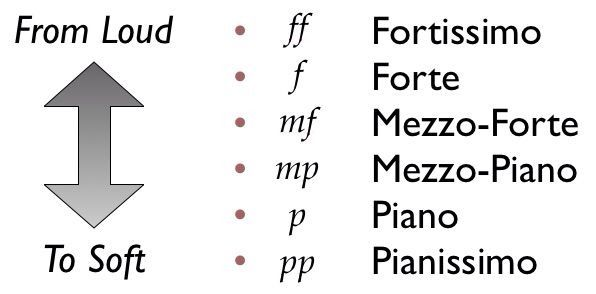 From Loud
• ff Fortissimo
• f Forte
• mf Mezzo-Forte
• mp Mezzo-Piano
• p Piano
• pp Pianissimo
To Soft